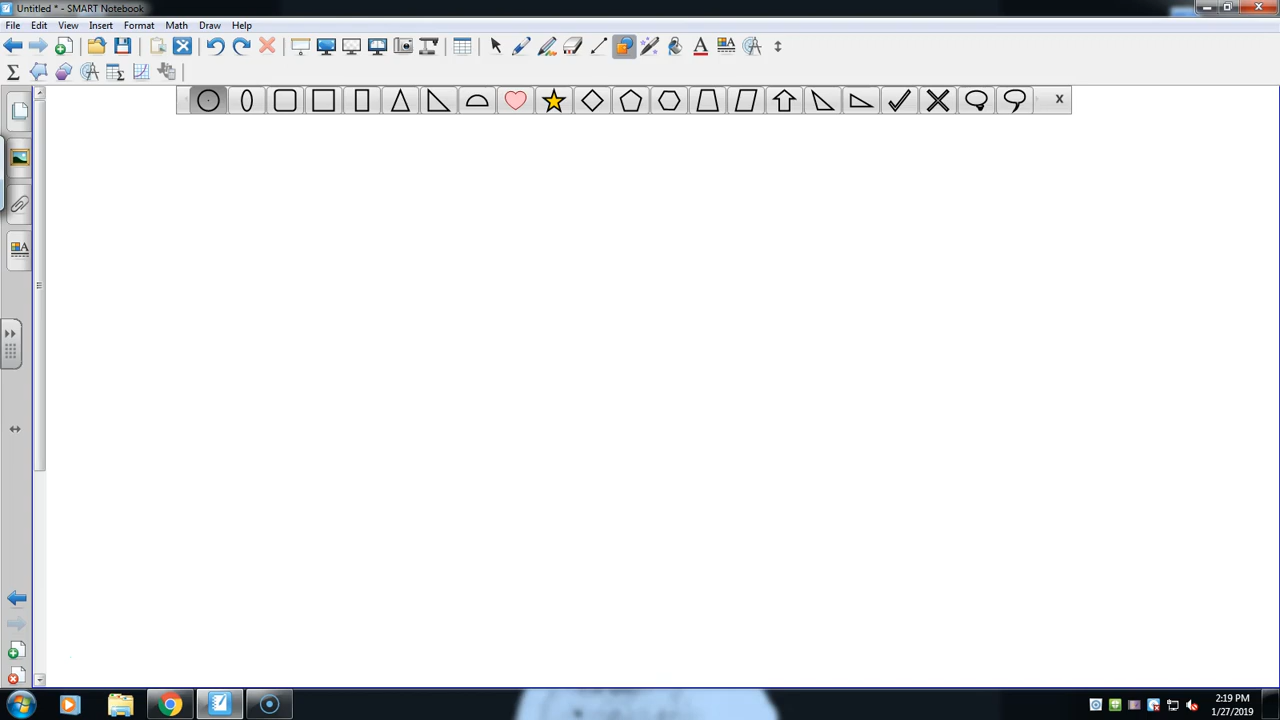 Untitled * - SMART Notebook
File Edit View Insert Format Math Draw Help
2:19 PM
1/27/2019